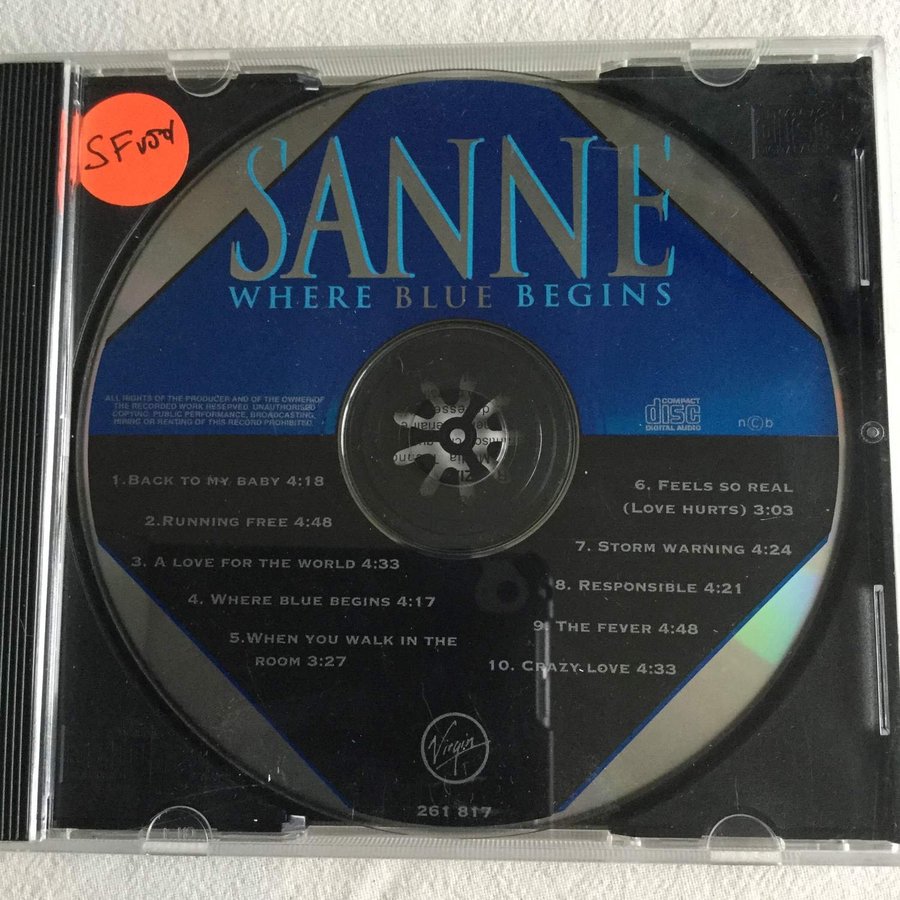 SF
SANNE
WHERE BLUE BEGINS
ALL RIGHTS OF THE PRODUCER AND OF THE OWNER OF
THE RECORDED WORK RESERVED. UNAUTHORISED
COPYING, PUBLIC PERFORMANCE, BROADCASTING,
HIRING OR RENTING OF THIS RECORD PROHIBITED.
COMPACT
disc
DIGITAL AUDIO
n©b
1.BACK TO MY BABY 4:18
2.RUNNING FREE 4:48
3. A LOVE FOR THE WORLD 4:33
4. WHERE BLUE BEGINS 4:17
5.WHEN YOU WALK IN THE
ROOM 3:27
6. FEELS SO REAL
(LOVE HURTS) 3:03
7. STORM WARNING 4:24
8. RESPONSIBLE 4:21
9. THE FEVER 4:48
10. CRAZY LOVE 4:33
Virgin
261 817